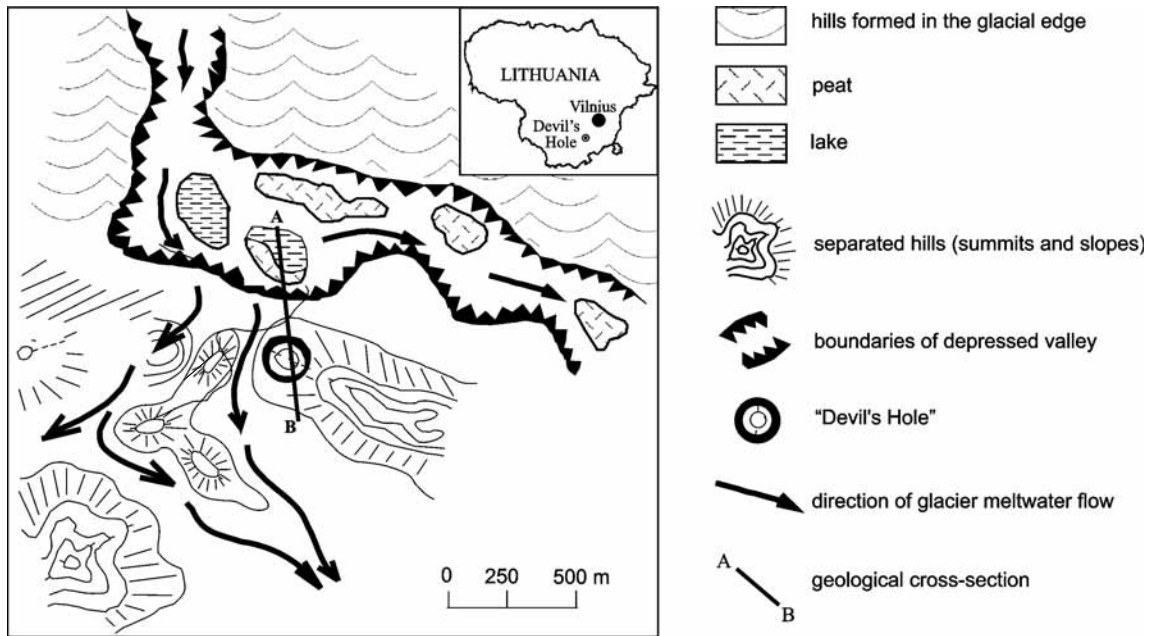 LITHUANIA
Vilnius
Devil's
Hole
A
B
0 250 500 m
hills formed in the glacial edge
peat
lake
separated hills (summits and slopes)
boundaries of depressed valley
"Devil's Hole"
direction of glacier meltwater flow
A
geological cross-section
B